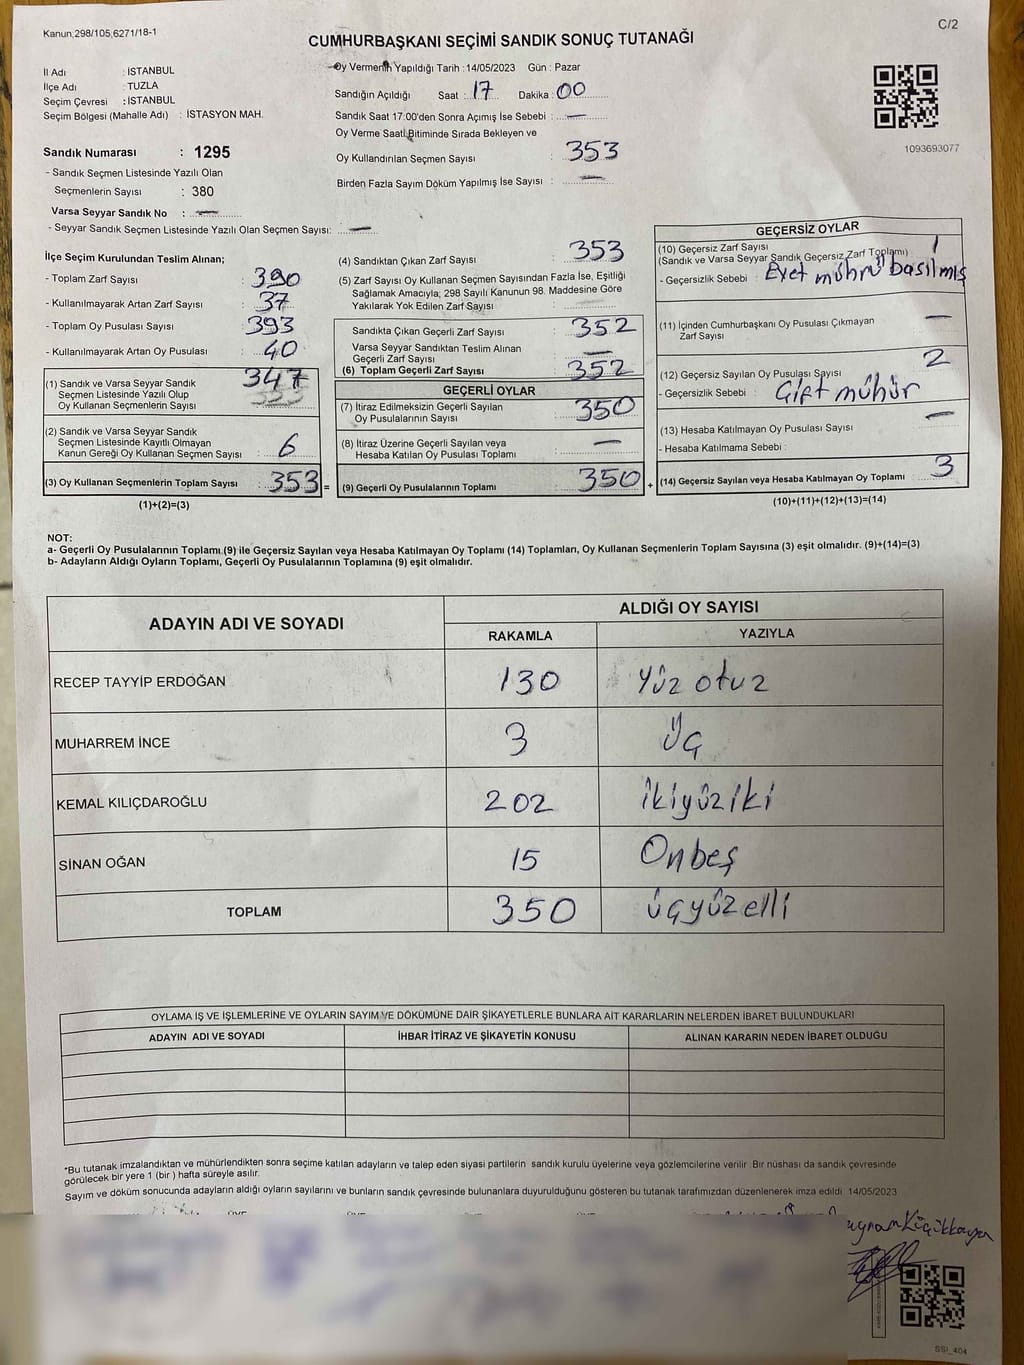 Kanun;298/105,6271/18-1
C/2
CUMHURBAŞKANI SEÇİMİ SANDIK SONUÇ TUTANAĞI
İl Adı : İSTANBUL
İlçe Adı : TUZLA
Seçim Çevresi : İSTANBUL
Seçim Bölgesi (Mahalle Adı) : İSTASYON MAH.
Sandık Numarası : 1295
- Sandık Seçmen Listesinde Yazılı Olan
Seçmenlerin Sayısı : 380
Varsa Seyyar Sandık No : —
- Seyyar Sandık Seçmen Listesinde Yazılı Olan Seçmen Sayısı: —
Oy Vermenin Yapıldığı Tarih : 14/05/2023 Gün : Pazar
Sandığın Açıldığı Saat : 17 Dakika : 00
Sandık Saat 17:00'den Sonra Açımış İse Sebebi : —
Oy Verme Saati Bitiminde Sırada Bekleyen ve
Oy Kullandırılan Seçmen Sayısı : 353
Birden Fazla Sayım Döküm Yapılmış İse Sayısı : —
1093693077
İlçe Seçim Kurulundan Teslim Alınan;
- Toplam Zarf Sayısı : 390
- Kullanılmayarak Artan Zarf Sayısı : 37
- Toplam Oy Pusulası Sayısı : 393
- Kullanılmayarak Artan Oy Pusulası : 40
(1) Sandık ve Varsa Seyyar Sandık
Seçmen Listesinde Yazılı Olup
Oy Kullanan Seçmenlerin Sayısı : 347
(2) Sandık ve Varsa Seyyar Sandık
Seçmen Listesinde Kayıtlı Olmayan
Kanun Gereği Oy Kullanan Seçmen Sayısı : 6
(3) Oy Kullanan Seçmenlerin Toplam Sayısı : 353 =
(1)+(2)=(3)
(4) Sandıktan Çıkan Zarf Sayısı : 353
(5) Zarf Sayısı Oy Kullanan Seçmen Sayısından Fazla İse, Eşitliği
Sağlamak Amacıyla; 298 Sayılı Kanunun 98. Maddesine Göre
Yakılarak Yok Edilen Zarf Sayısı :
Sandıkta Çıkan Geçerli Zarf Sayısı : 352
Varsa Seyyar Sandıktan Teslim Alınan
Geçerli Zarf Sayısı : —
(6) Toplam Geçerli Zarf Sayısı : 352
GEÇERLİ OYLAR
(7) İtiraz Edilmeksizin Geçerli Sayılan
Oy Pusulalarının Sayısı : 350
(8) İtiraz Üzerine Geçerli Sayılan veya
Hesaba Katılan Oy Pusulası Toplamı : —
(9) Geçerli Oy Pusulalarının Toplamı : 350 +
GEÇERSİZ OYLAR
(10) Geçersiz Zarf Sayısı : 1
(Sandık ve Varsa Seyyar Sandık Geçersiz Zarf Toplamı)
- Geçersizlik Sebebi : Evet mührü basılmış
(11) İçinden Cumhurbaşkanı Oy Pusulası Çıkmayan
Zarf Sayısı : —
(12) Geçersiz Sayılan Oy Pusulası Sayısı : 2
- Geçersizlik Sebebi : Çift mühür
(13) Hesaba Katılmayan Oy Pusulası Sayısı : —
- Hesaba Katılmama Sebebi :
(14) Geçersiz Sayılan veya Hesaba Katılmayan Oy Toplamı : 3
(10)+(11)+(12)+(13)=(14)
NOT:
a- Geçerli Oy Pusulalarının Toplamı (9) ile Geçersiz Sayılan veya Hesaba Katılmayan Oy Toplamı (14) Toplamları, Oy Kullanan Seçmenlerin Toplam Sayısına (3) eşit olmalıdır. (9)+(14)=(3)
b- Adayların Aldığı Oyların Toplamı, Geçerli Oy Pusulalarının Toplamına (9) eşit olmalıdır.
ADAYIN ADI VE SOYADI ALDIĞI OY SAYISI
RAKAMLA YAZIYLA
RECEP TAYYİP ERDOĞAN 130 Yüz otuz
MUHARREM İNCE 3 Üç
KEMAL KILIÇDAROĞLU 202 İkiyüziki
SİNAN OĞAN 15 Onbeş
TOPLAM 350 üçyüzelli
OYLAMA İŞ VE İŞLEMLERİNE VE OYLARIN SAYIM VE DÖKÜMÜNE DAİR ŞİKAYETLERLE BUNLARA AİT KARARLARIN NELERDEN İBARET BULUNDUKLARI
ADAYIN ADI VE SOYADI İHBAR İTİRAZ VE ŞİKAYETİN KONUSU ALINAN KARARIN NEDEN İBARET OLDUĞU
*Bu tutanak imzalandıktan ve mühürlendikten sonra seçime katılan adayların ve talep eden siyasi partilerin sandık kurulu üyelerine veya gözlemcilerine verilir. Bir nüshası da sandık çevresinde
görülecek bir yere 1 (bir ) hafta süreyle asılır.
Sayım ve döküm sonucunda adayların aldığı oyların sayılarını ve bunların sandık çevresinde bulunanlara duyurulduğunu gösteren bu tutanak tarafımızdan düzenlenerek imza edildi 14/05/2023
Küçükkaya
SSİ_404